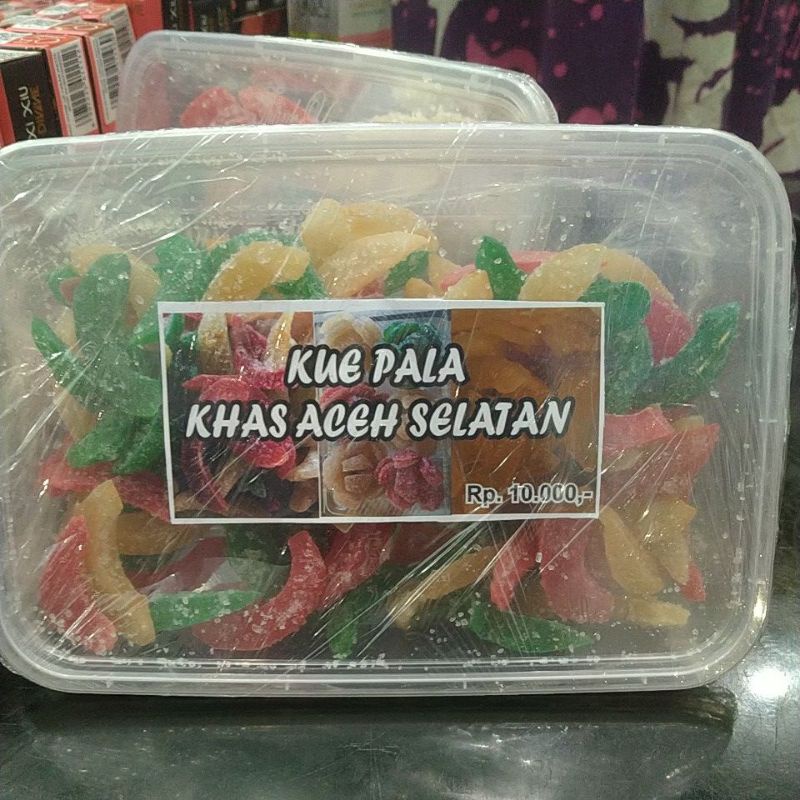 KUE PALA
KHAS ACEH SELATAN
Rp. 10.000,-